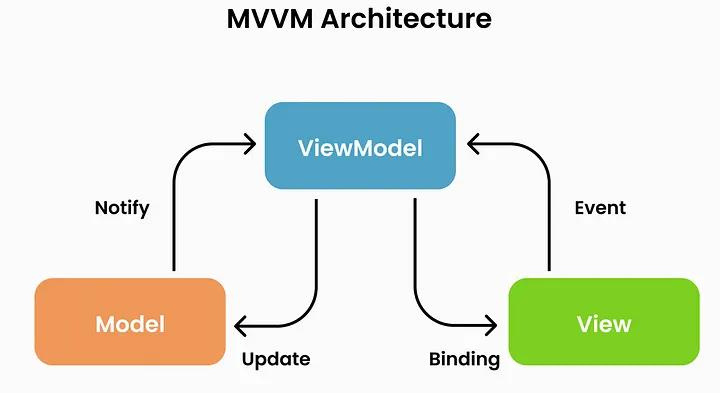 MVVM Architecture
ViewModel
Notify
Event
Model
View
Update
Binding